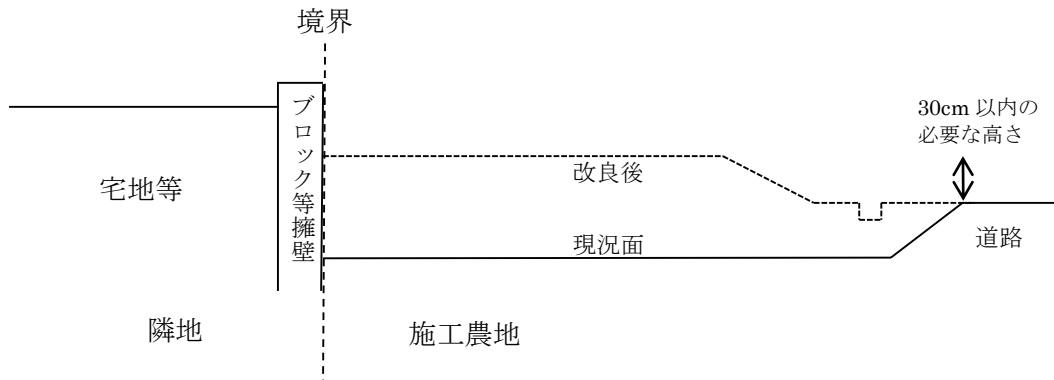 境界
ブロック等擁壁
30cm 以内の
必要な高さ
宅地等
改良後
現況面
道路
隣地
施工農地